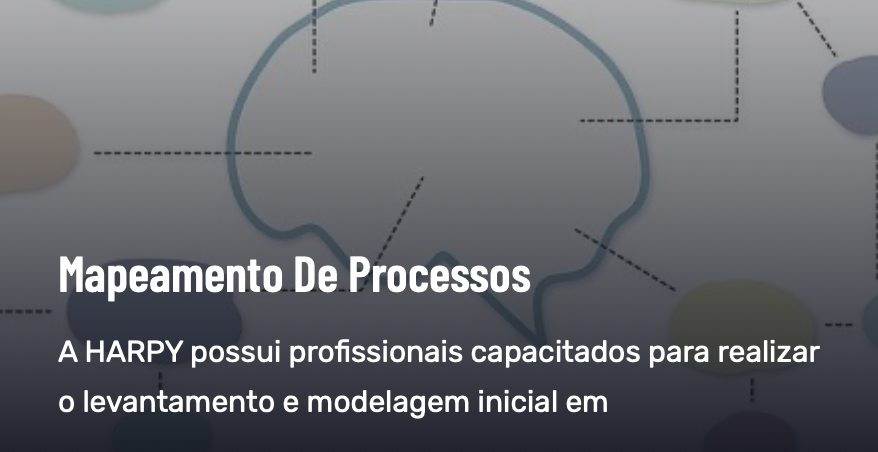 Mapeamento De Processos
A HARPY possui profissionais capacitados para realizar
o levantamento e modelagem inicial em